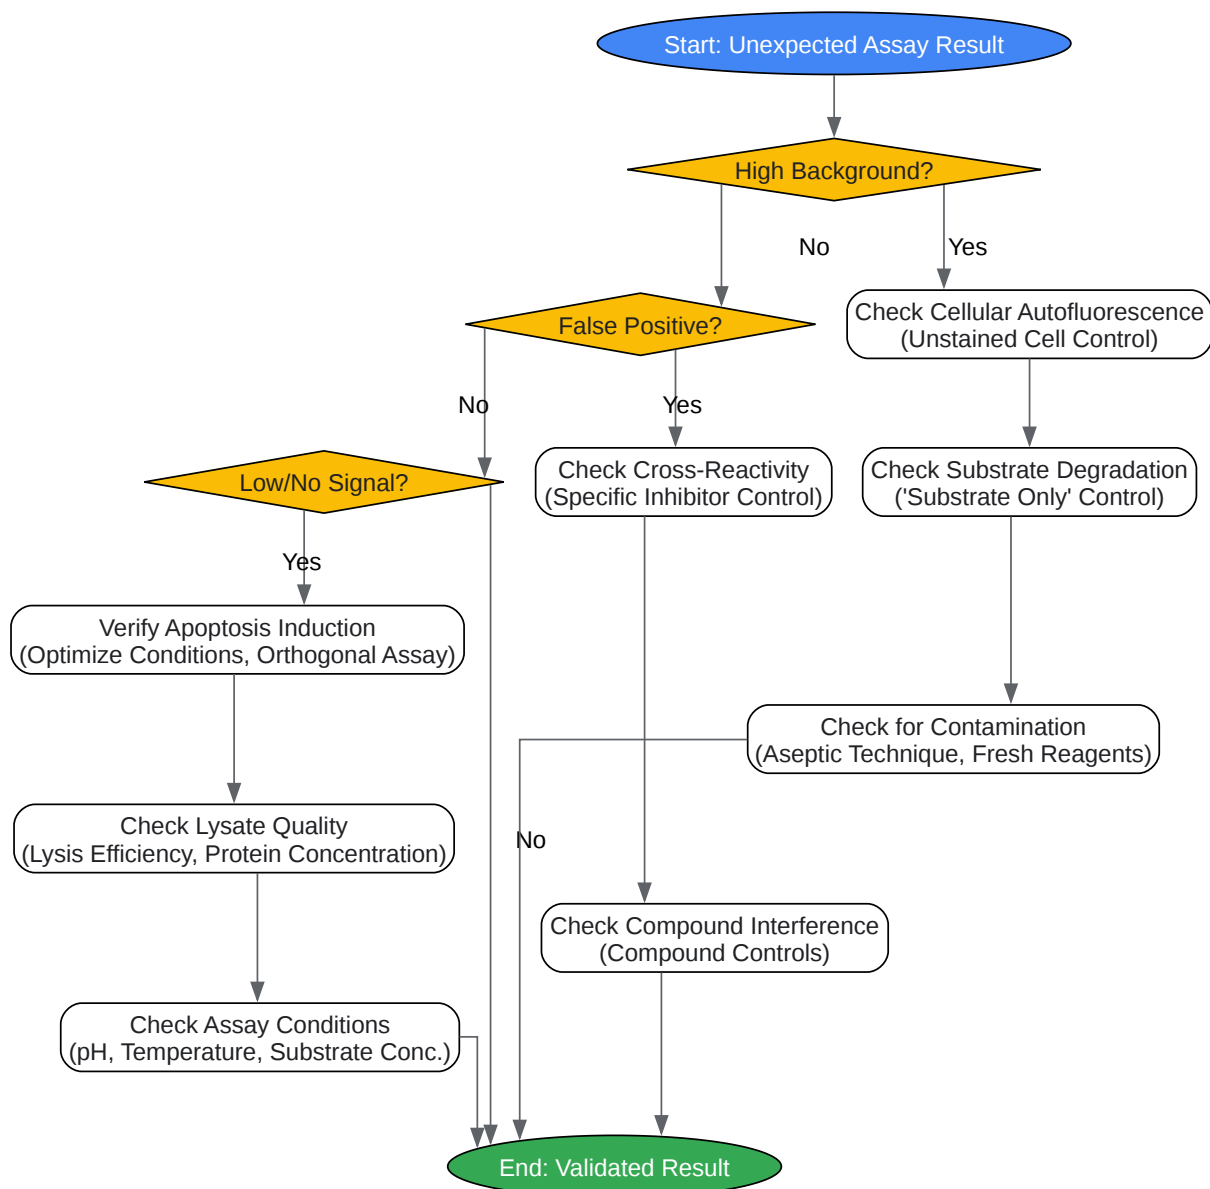 Start: Unexpected Assay Result
High Background?
No
Yes
False Positive?
Check Cellular Autofluorescence
(Unstained Cell Control)
No
Yes
Low/No Signal?
Check Cross-Reactivity
(Specific Inhibitor Control)
Check Substrate Degradation
('Substrate Only' Control)
Yes
Verify Apoptosis Induction
(Optimize Conditions, Orthogonal Assay)
Check for Contamination
(Aseptic Technique, Fresh Reagents)
Check Lysate Quality
(Lysis Efficiency, Protein Concentration)
No
Check Compound Interference
(Compound Controls)
Check Assay Conditions
(pH, Temperature, Substrate Conc.)
End: Validated Result